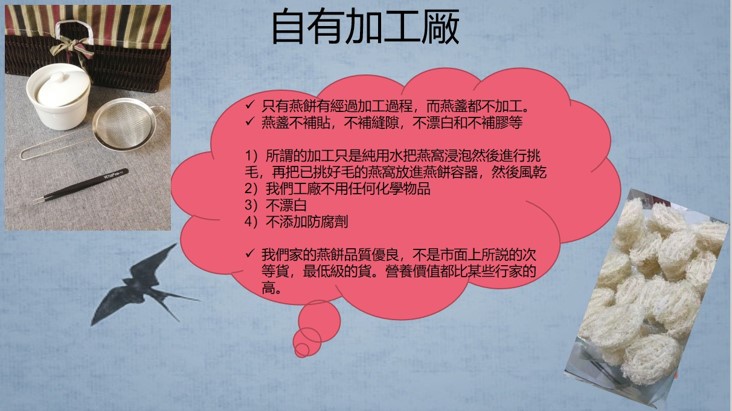 自有加工廠
✓ 只有燕餅有經過加工過程，而燕盞都不加工。
✓ 燕盞不補貼，不補縫隙，不漂白和不補膠等
1）所謂的加工只是純用水把燕窩浸泡然後進行挑
毛，再把已挑好毛的燕窩放進燕餅容器，然後風乾
2）我們工廠不用任何化學物品
3）不漂白
4）不添加防腐劑
✓ 我們家的燕餅品質優良，不是市面上所説的次
等貨，最低級的貨。營養價值都比某些行家的
高。